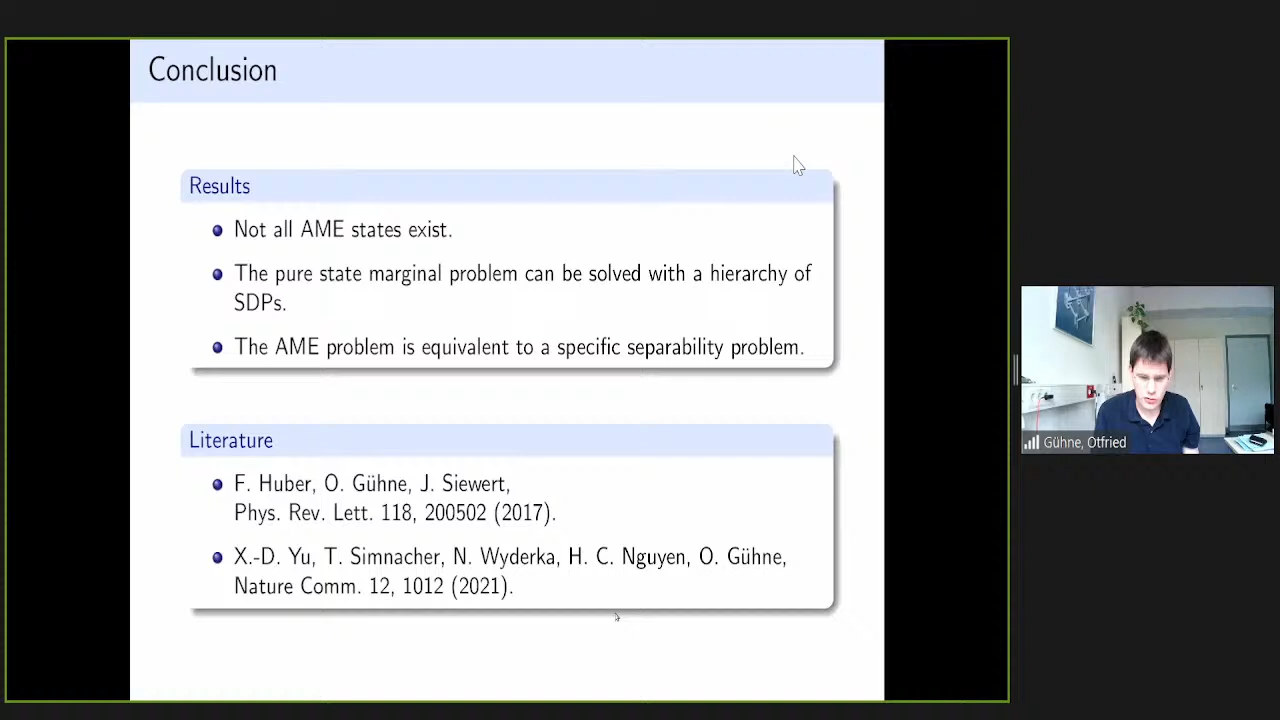 Conclusion
Results
Not all AME states exist.
The pure state marginal problem can be solved with a hierarchy of
SDPs.
The AME problem is equivalent to a specific separability problem.
Literature
F. Huber, O. Gühne, J. Siewert,
Phys. Rev. Lett. 118, 200502 (2017).
X.-D. Yu, T. Simnacher, N. Wyderka, H. C. Nguyen, O. Gühne,
Nature Comm. 12, 1012 (2021).
Gühne, Otfried